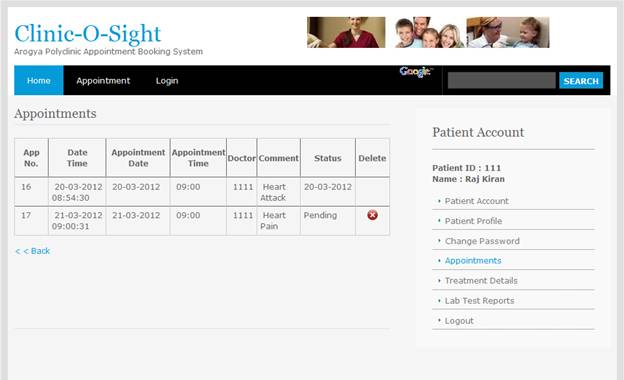 Clinic-O-Sight
Arogya Polyclinic Appointment Booking System
Home Appointment Login Google SEARCH
Appointments
App No. Date Time Appointment Date Appointment Time Doctor Comment Status Delete
16 20-03-2012 08:54:30 20-03-2012 09:00 1111 Heart Attack 20-03-2012
17 21-03-2012 09:00:31 21-03-2012 09:00 1111 Heart Pain Pending
< < Back
Patient Account
Patient ID : 111
Name : Raj Kiran
Patient Account
Patient Profile
Change Password
Appointments
Treatment Details
Lab Test Reports
Logout